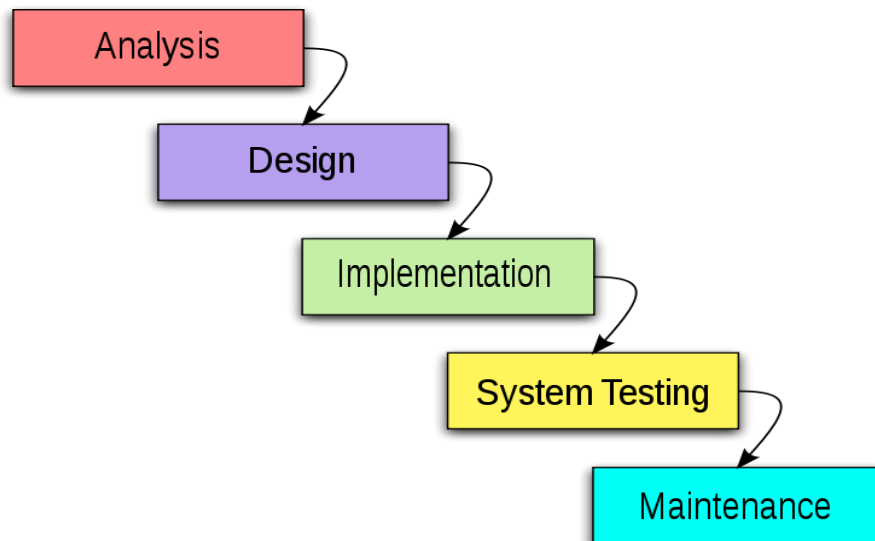 Analysis
Design
Implementation
System Testing
Maintenance